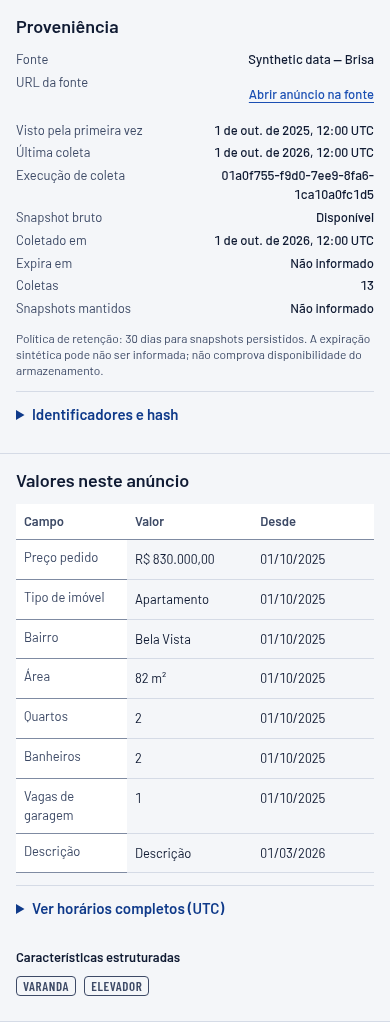 Proveniência
Fonte Synthetic data — Brisa
URL da fonte
Abrir anúncio na fonte
Visto pela primeira vez 1 de out. de 2025, 12:00 UTC
Última coleta 1 de out. de 2026, 12:00 UTC
Execução de coleta 01a0f755-f9d0-7ee9-8fa6-
1ca10a0fc1d5
Snapshot bruto Disponível
Coletado em 1 de out. de 2026, 12:00 UTC
Expira em Não informado
Coletas 13
Snapshots mantidos Não informado
Política de retenção: 30 dias para snapshots persistidos. A expiração
sintética pode não ser informada; não comprova disponibilidade do
armazenamento.
Identificadores e hash
Valores neste anúncio
Campo Valor Desde
Preço pedido R$ 830.000,00 01/10/2025
Tipo de imóvel Apartamento 01/10/2025
Bairro Bela Vista 01/10/2025
Área 82 m² 01/10/2025
Quartos 2 01/10/2025
Banheiros 2 01/10/2025
Vagas de
garagem 1 01/10/2025
Descrição Descrição 01/03/2026
Ver horários completos (UTC)
Características estruturadas
VARANDA ELEVADOR